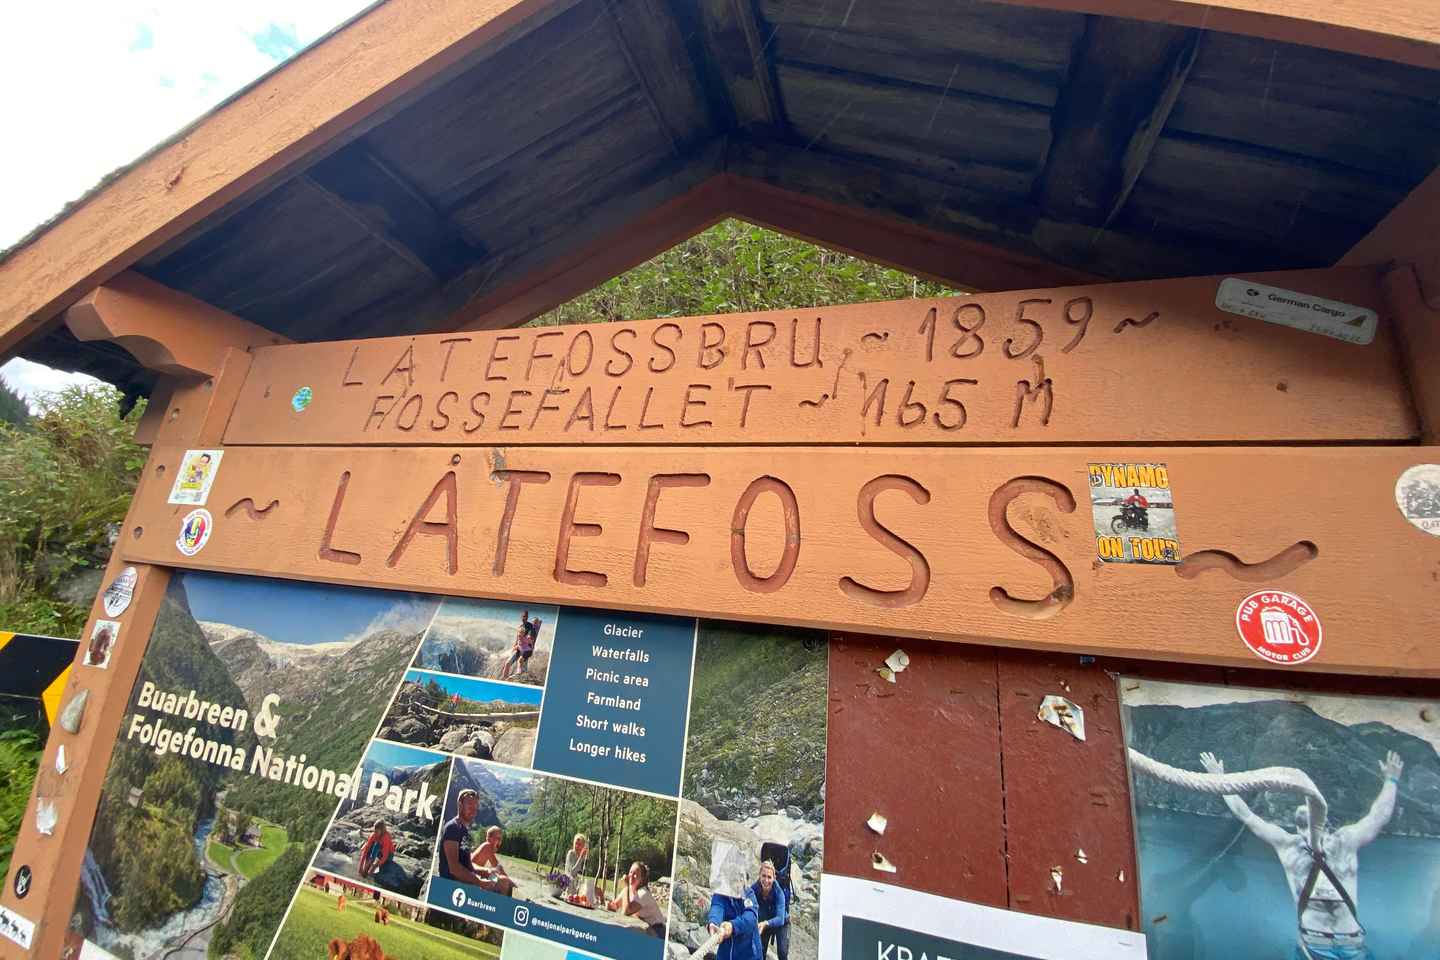 LÅTEFOSSBRU ~ 1859 ~
FOSSEFALLET ~ 165 M
German Cargo
~ LÅTEFOSS ~
DYNAMO
ON TOUR
PUB GARAGE
MOTOR CLUB
Buarbreen &
Folgefonna National Park
Glacier
Waterfalls
Picnic area
Farmland
Short walks
Longer hikes
Buarbreen
@nasjonalparkgarden